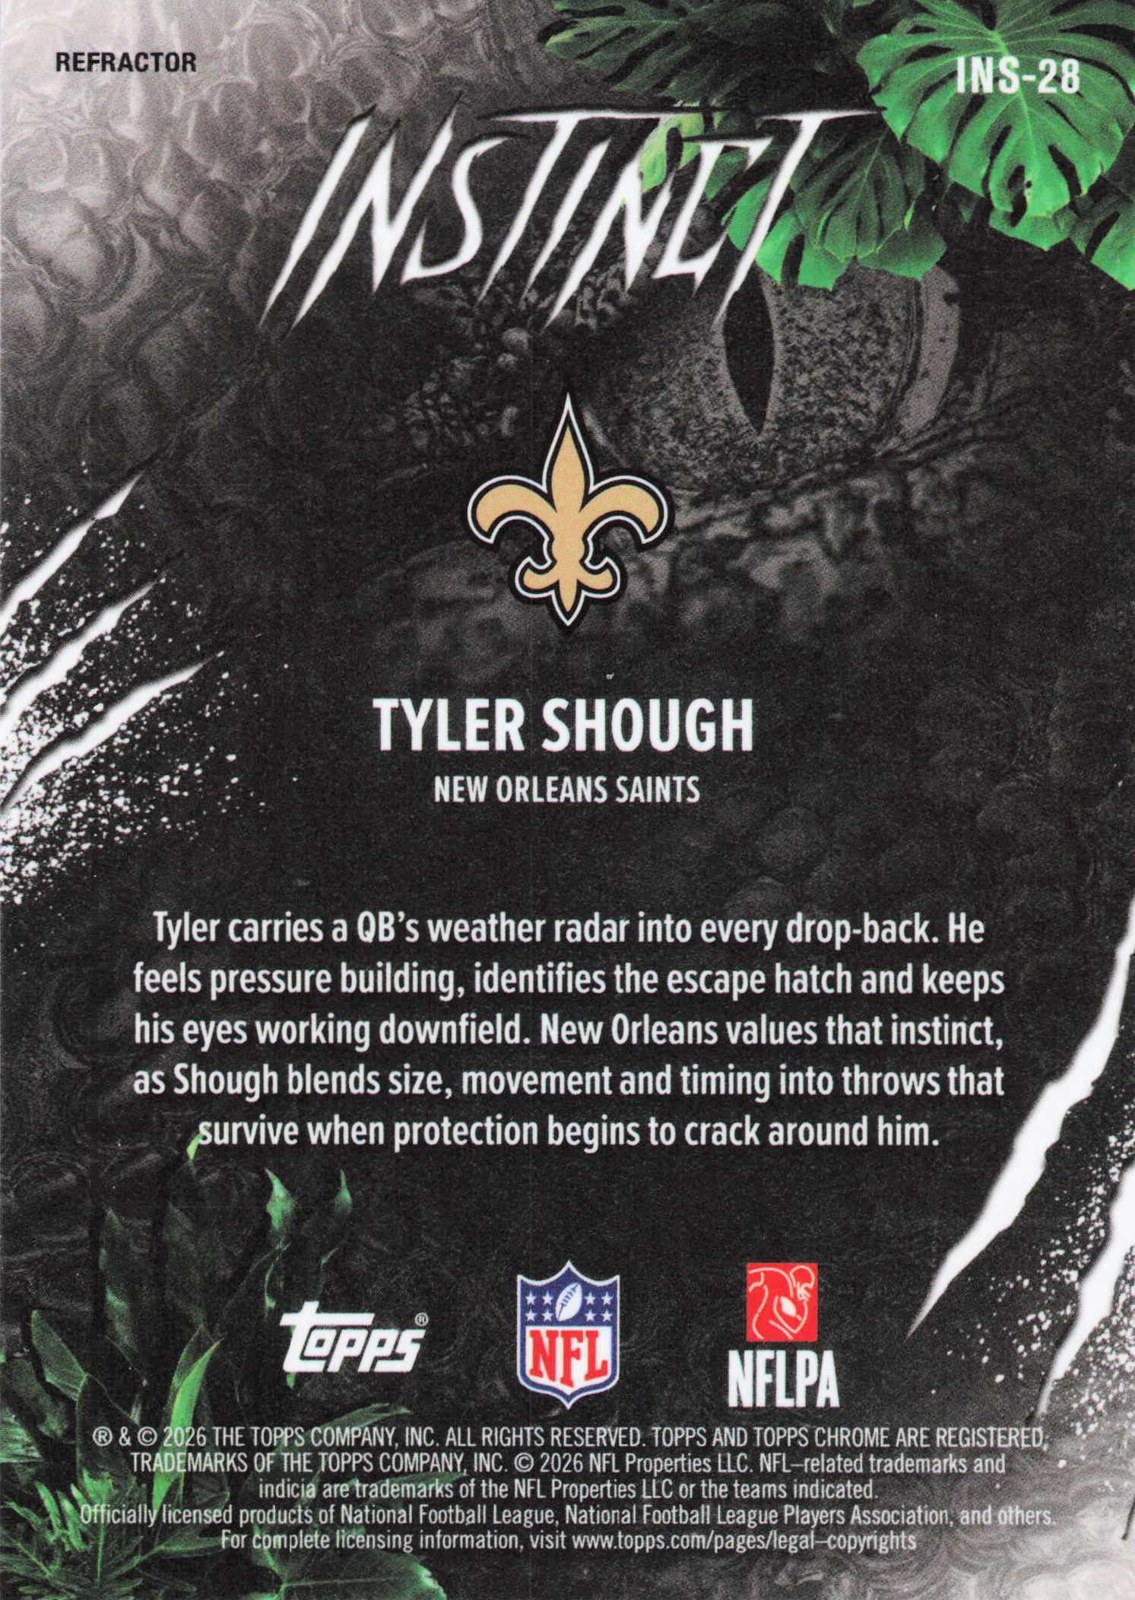 REFRACTOR
INS-28
INSTINCT
TYLER SHOUGH
NEW ORLEANS SAINTS
Tyler carries a QB's weather radar into every drop-back. He
feels pressure building, identifies the escape hatch and keeps
his eyes working downfield. New Orleans values that instinct,
as Shough blends size, movement and timing into throws that
survive when protection begins to crack around him.
topps®
NFL
NFLPA
® & © 2026 THE TOPPS COMPANY, INC. ALL RIGHTS RESERVED. TOPPS AND TOPPS CHROME ARE REGISTERED
TRADEMARKS OF THE TOPPS COMPANY, INC. © 2026 NFL Properties LLC. NFL–related trademarks and
indicia are trademarks of the NFL Properties LLC or the teams indicated.
Officially licensed products of National Football League, National Football League Players Association, and others.
For complete licensing information, visit www.topps.com/pages/legal–copyrights